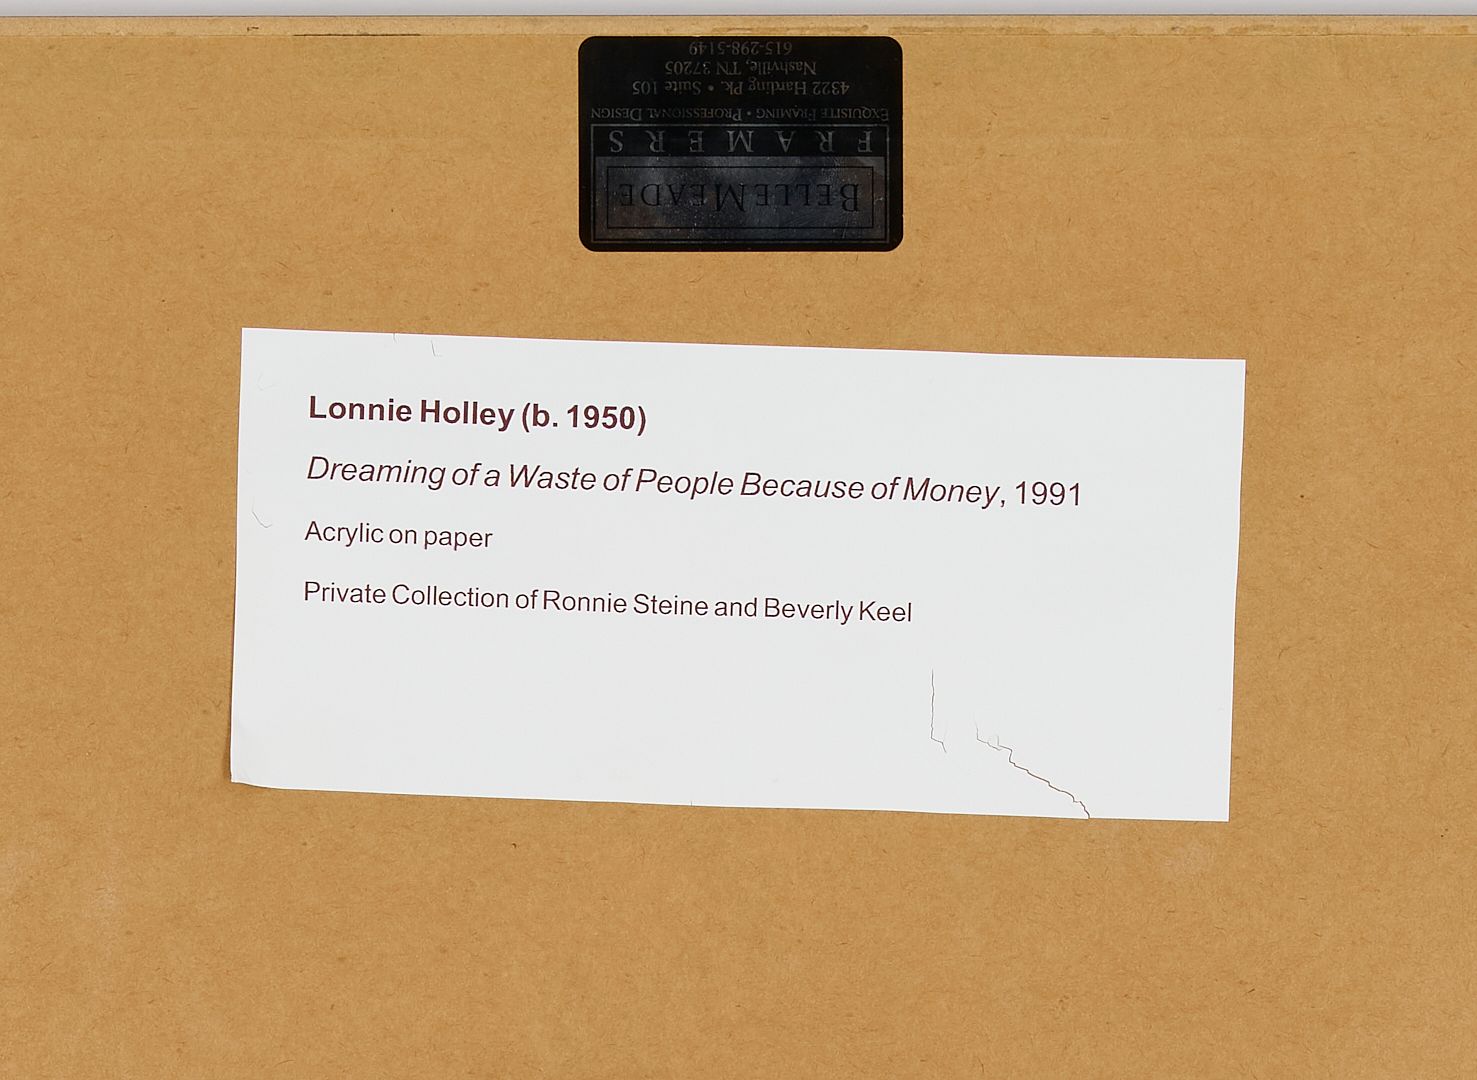 BELLE MEADE
FRAMERS
EXQUISITE FRAMING • PROFESSIONAL DESIGN
4322 Harding Pk. • Suite 105
Nashville, TN 37205
615-298-5149
Lonnie Holley (b. 1950)
Dreaming of a Waste of People Because of Money, 1991
Acrylic on paper
Private Collection of Ronnie Steine and Beverly Keel